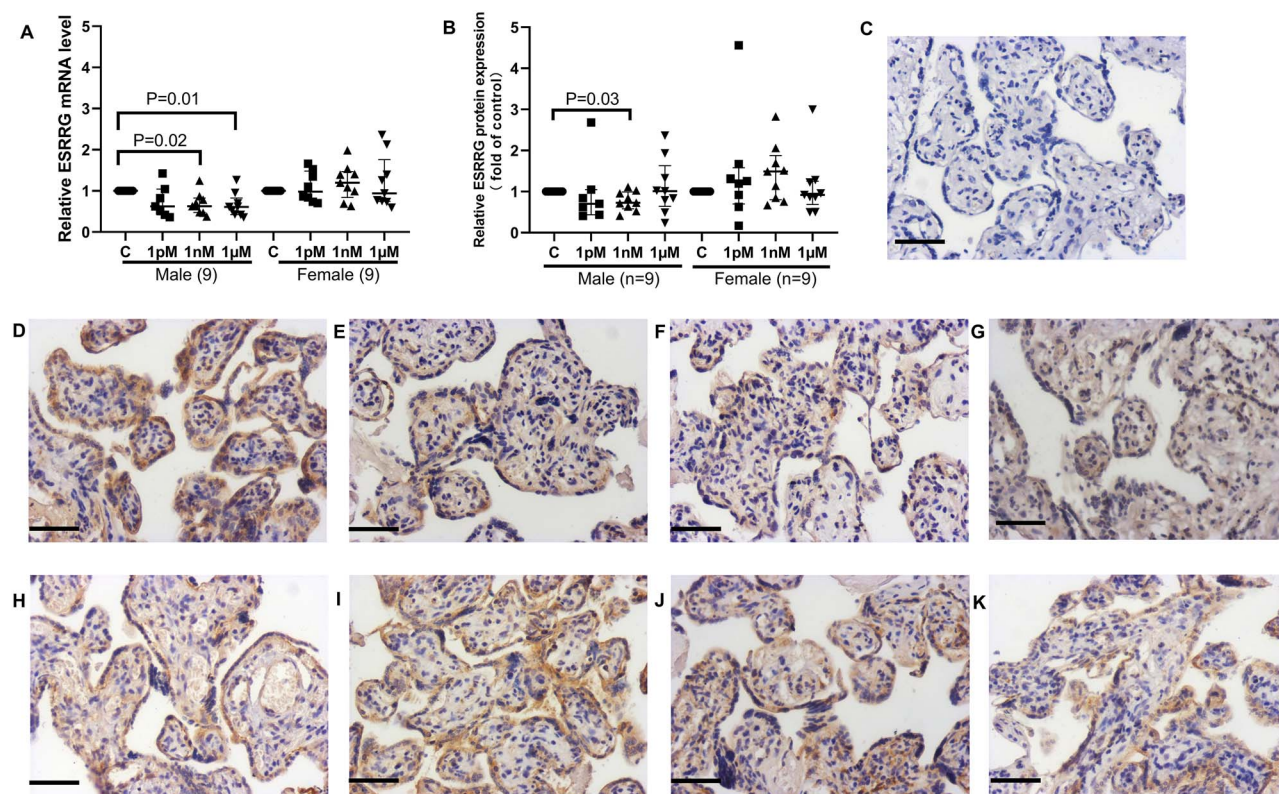 A
Relative ESRRG mRNA level
5
4
3
2
1
0
P=0.01
P=0.02
C 1pM 1nM 1µM C 1pM 1nM 1µM
Male (9) Female (9)
B
Relative ESRRG protein expression
( fold of control)
5
4
3
2
1
0
P=0.03
C 1pM 1nM 1µM C 1pM 1nM 1µM
Male (n=9) Female (n=9)
C
D E F G
H I J K